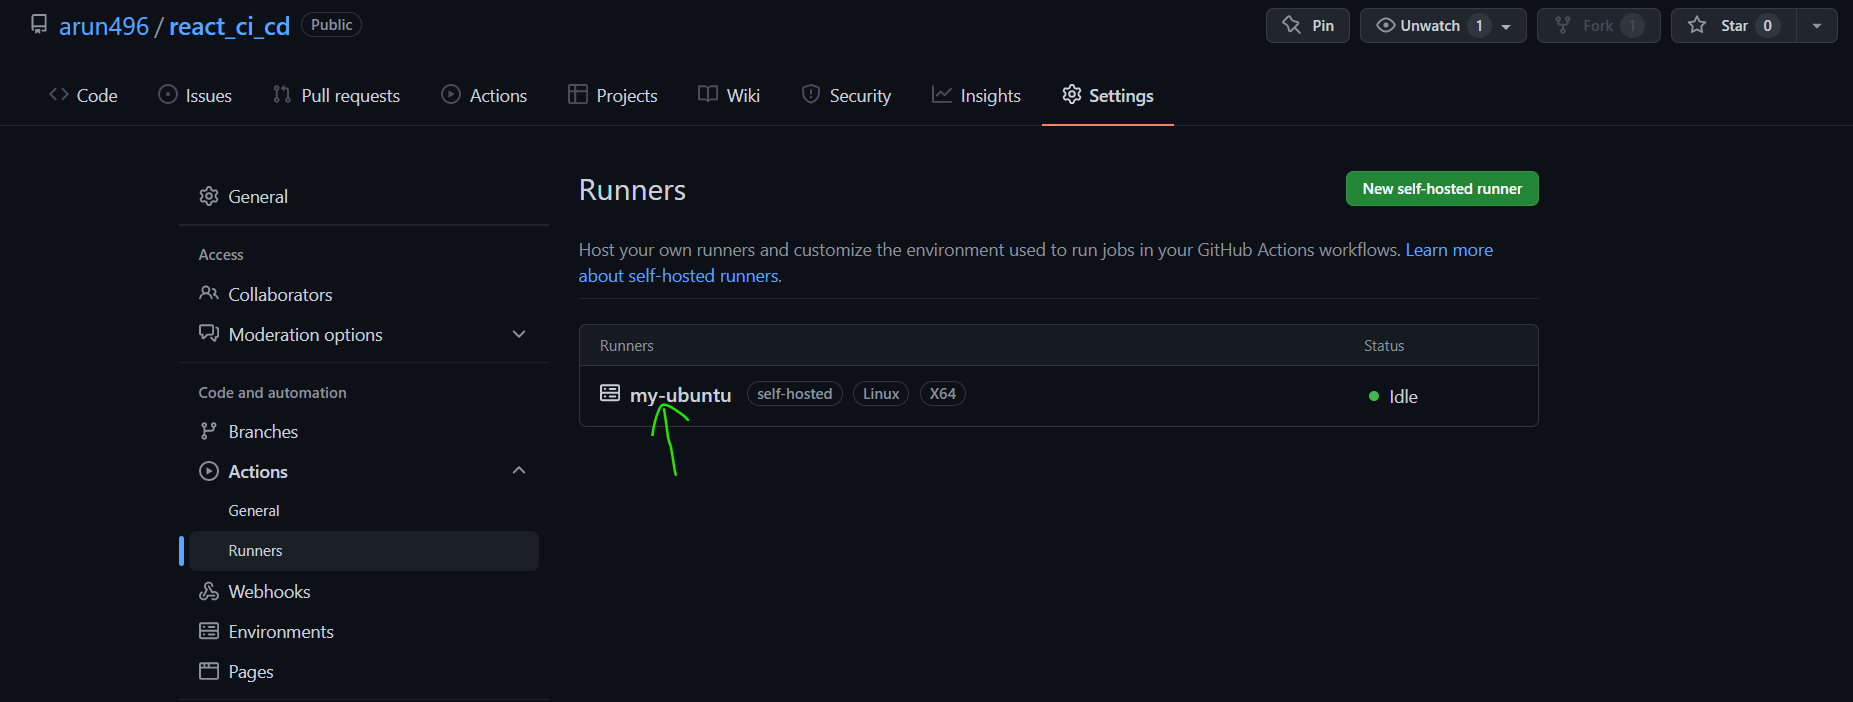 arun496 / react_ci_cd Public
Pin Unwatch 1 Fork 1 Star 0
Code Issues Pull requests Actions Projects Wiki Security Insights Settings
General
Access
Collaborators
Moderation options
Code and automation
Branches
Actions
General
Runners
Webhooks
Environments
Pages
Runners
New self-hosted runner
Host your own runners and customize the environment used to run jobs in your GitHub Actions workflows. Learn more
about self-hosted runners.
Runners Status
my-ubuntu self-hosted Linux X64 Idle